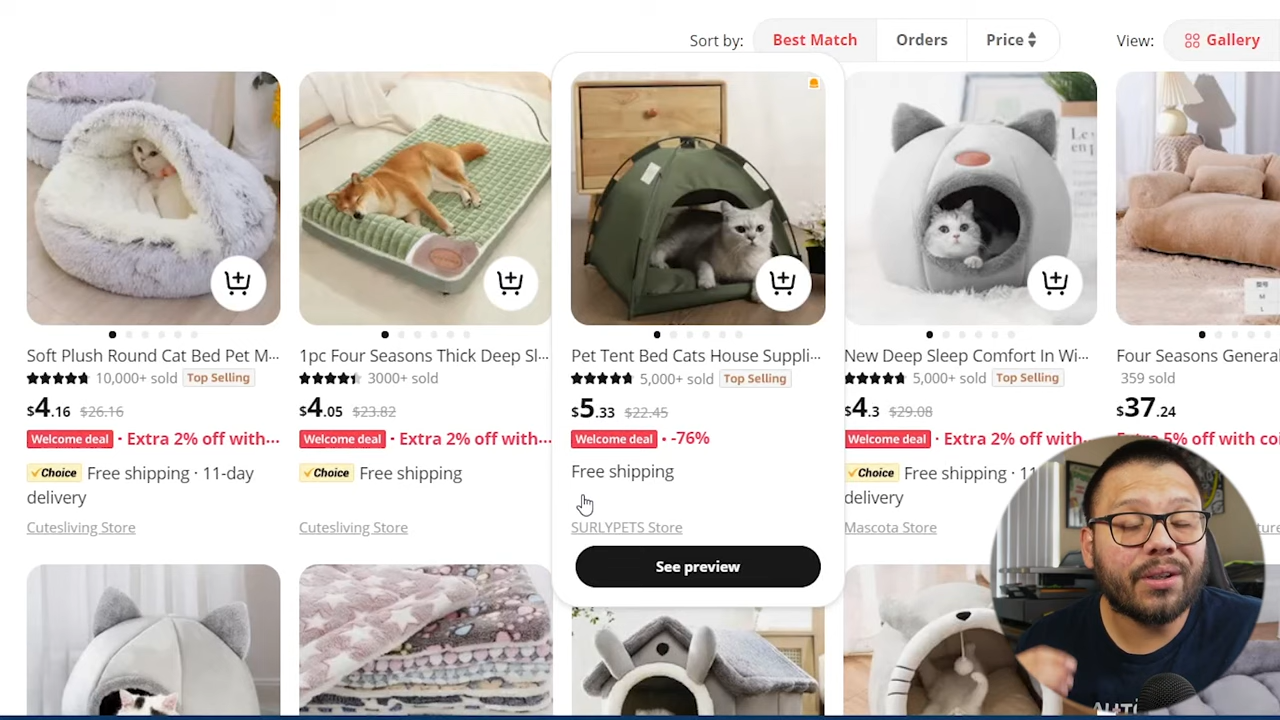 Sort by:
Best Match
Orders
Price
View:
Gallery
Soft Plush Round Cat Bed Pet M...
10,000+ sold
Top Selling
$4.16 $26.16
Welcome deal · Extra 2% off with...
Choice Free shipping · 11-day
delivery
Cutesliving Store
1pc Four Seasons Thick Deep Sl...
3000+ sold
$4.05 $23.82
Welcome deal · Extra 2% off with...
Choice Free shipping
Cutesliving Store
Pet Tent Bed Cats House Suppli...
5,000+ sold
Top Selling
$5.33 $22.45
Welcome deal · -76%
Free shipping
SURLYPETS Store
See preview
New Deep Sleep Comfort In Wi...
5,000+ sold
Top Selling
$4.3 $29.08
Welcome deal · Extra 2% off with
Choice Free shipping · 11
delivery
Mascota Store
Four Seasons General
359 sold
$37.24
Extra 5% off with coi